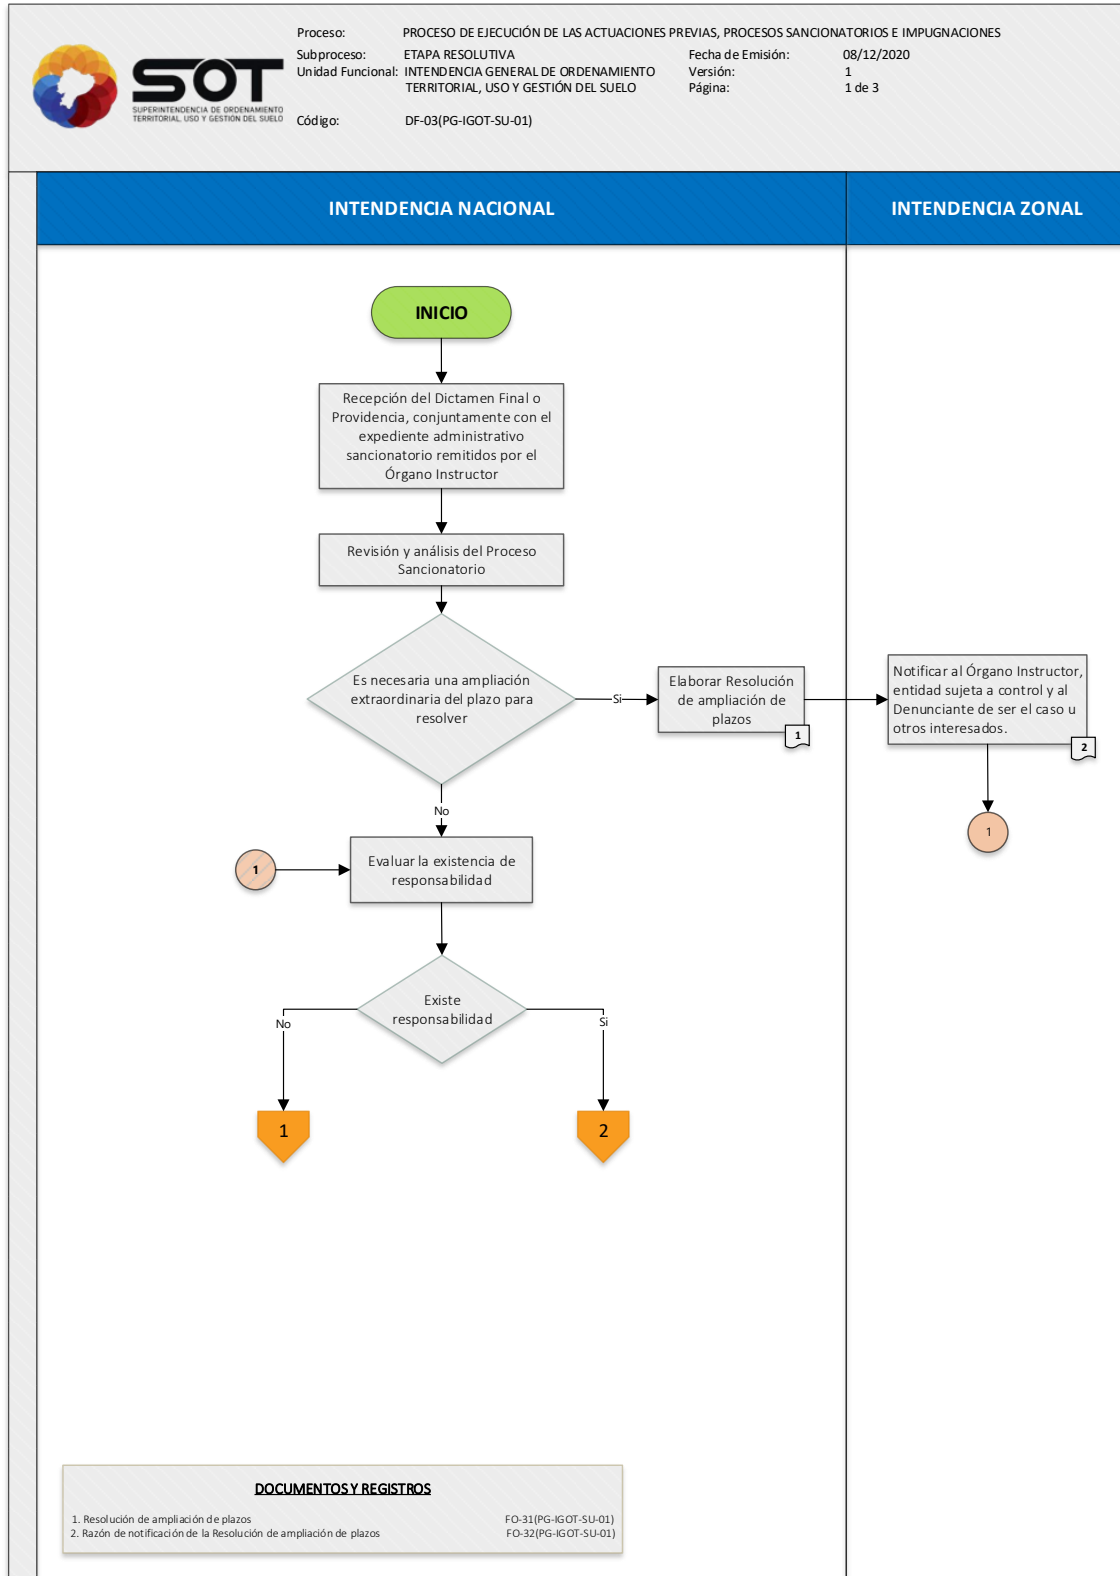 SOT
SUPERINTENDENCIA DE ORDENAMIENTO
TERRITORIAL, USO Y GESTIÓN DEL SUELO
Proceso: PROCESO DE EJECUCIÓN DE LAS ACTUACIONES PREVIAS, PROCESOS SANCIONATORIOS E IMPUGNACIONES
Subproceso: ETAPA RESOLUTIVA Fecha de Emisión: 08/12/2020
Unidad Funcional: INTENDENCIA GENERAL DE ORDENAMIENTO Versión: 1
TERRITORIAL, USO Y GESTIÓN DEL SUELO Página: 1 de 3
Código: DF-03(PG-IGOT-SU-01)
INTENDENCIA NACIONAL
INTENDENCIA ZONAL
INICIO
Recepción del Dictamen Final o
Providencia, conjuntamente con el
expediente administrativo
sancionatorio remitidos por el
Órgano Instructor
Revisión y análisis del Proceso
Sancionatorio
Es necesaria una ampliación
extraordinaria del plazo para
resolver
Si
Elaborar Resolución
de ampliación de
plazos
1
Notificar al Órgano Instructor,
entidad sujeta a control y al
Denunciante de ser el caso u
otros interesados.
2
1
No
1
Evaluar la existencia de
responsabilidad
Existe
responsabilidad
No
Si
1
2
DOCUMENTOS Y REGISTROS
1. Resolución de ampliación de plazos FO-31(PG-IGOT-SU-01)
2. Razón de notificación de la Resolución de ampliación de plazos FO-32(PG-IGOT-SU-01)